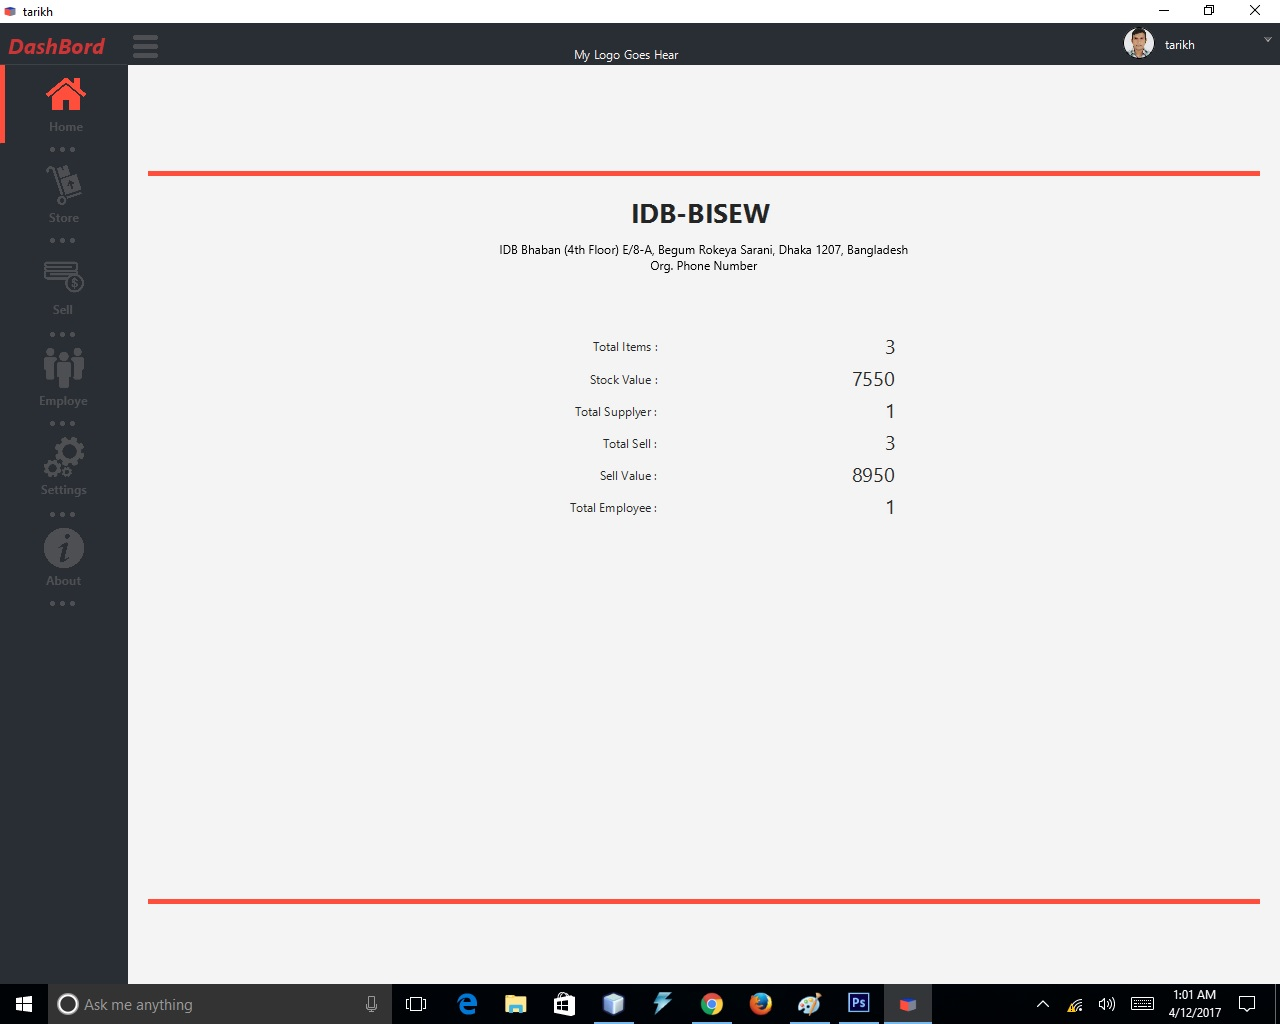 tarikh
DashBord
My Logo Goes Hear
tarikh
Home
Store
Sell
Employe
Settings
About
IDB-BISEW
IDB Bhaban (4th Floor) E/8-A, Begum Rokeya Sarani, Dhaka 1207, Bangladesh
Org. Phone Number
Total Items : 3
Stock Value : 7550
Total Supplyer : 1
Total Sell : 3
Sell Value : 8950
Total Employee : 1
Ask me anything
Ps
1:01 AM
4/12/2017